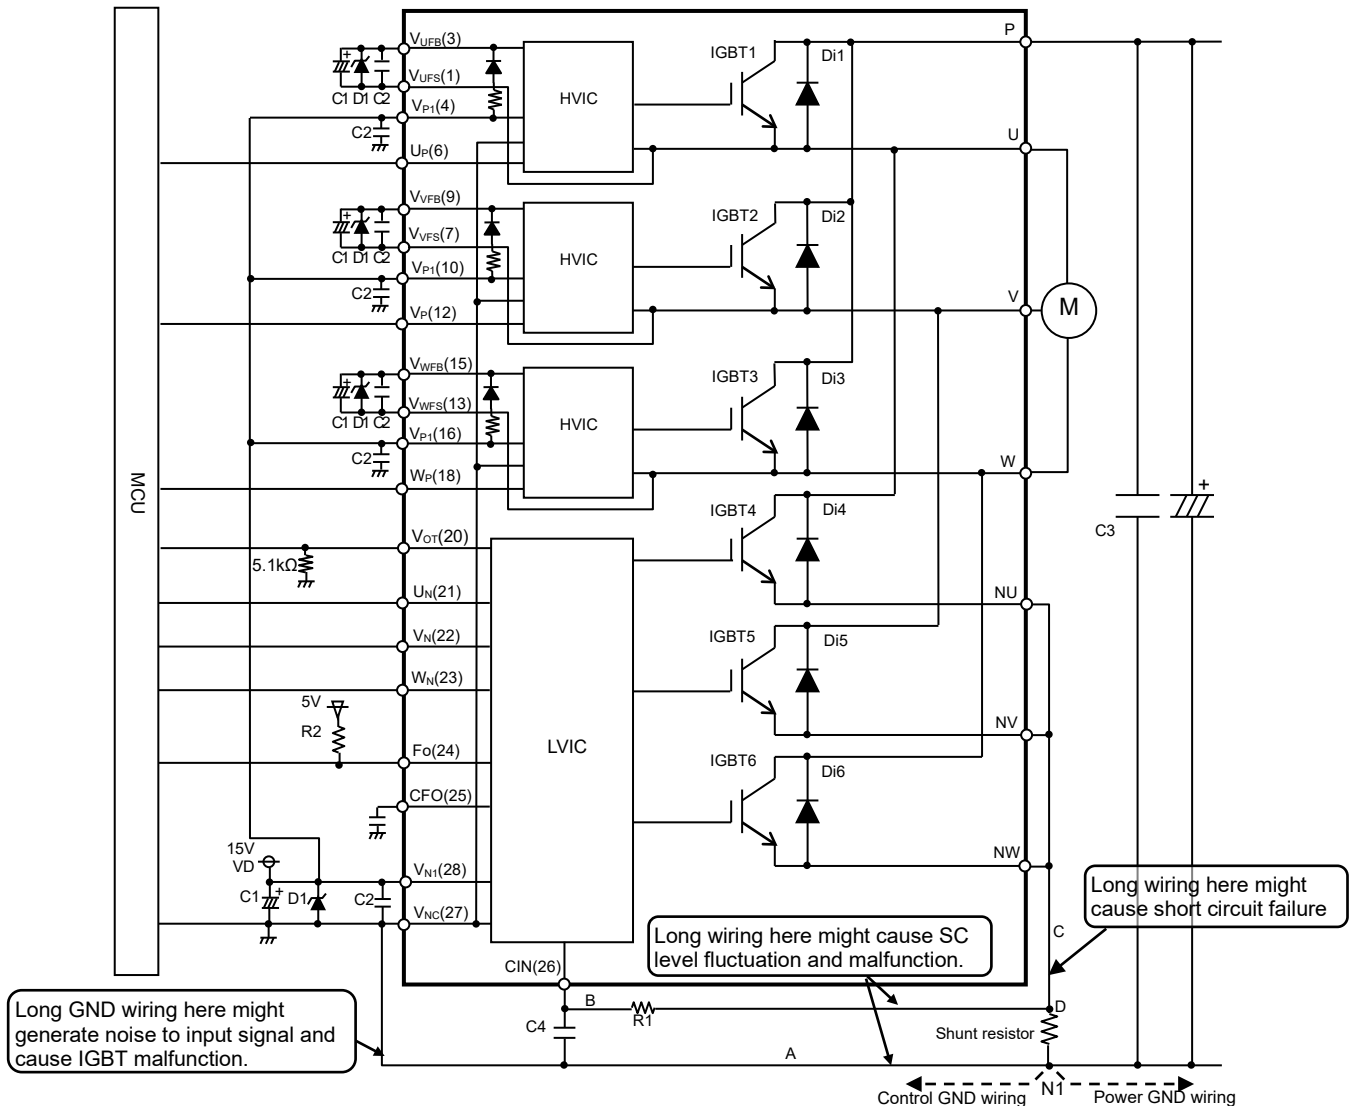 MCU
VUFB(3)
+
C1 D1 C2
VUFS(1)
VP1(4)
C2
UP(6)
HVIC
IGBT1
Di1
P
U
VVFB(9)
+
C1 D1 C2
VVFS(7)
VP1(10)
C2
VP(12)
HVIC
IGBT2
Di2
V
M
VWFB(15)
+
C1 D1 C2
VWFS(13)
VP1(16)
C2
WP(18)
HVIC
IGBT3
Di3
W
VOT(20)
5.1kΩ
UN(21)
VN(22)
WN(23)
5V
R2
Fo(24)
CFO(25)
15V
VD
VN1(28)
C1
+
D1
C2
VNC(27)
LVIC
IGBT4
Di4
NU
IGBT5
Di5
NV
IGBT6
Di6
NW
C3
+
CIN(26)
Long wiring here might
cause short circuit failure
C
Long wiring here might cause SC
level fluctuation and malfunction.
Long GND wiring here might
generate noise to input signal and
cause IGBT malfunction.
B
R1
D
C4
Shunt resistor
A
N1
Control GND wiring
Power GND wiring